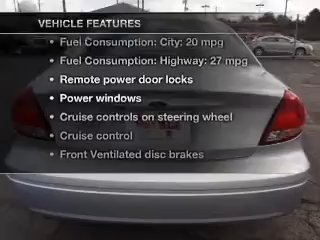 VEHICLE FEATURES
• Fuel Consumption: City: 20 mpg
• Fuel Consumption: Highway: 27 mpg
• Remote power door locks
• Power windows
• Cruise controls on steering wheel
• Cruise control
• Front Ventilated disc brakes